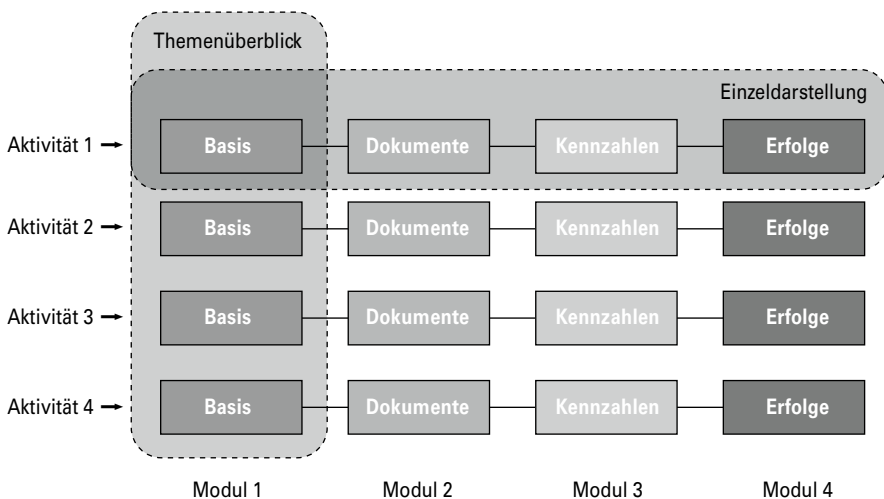 Themenüberblick
Einzeldarstellung
Aktivität 1 → Basis Dokumente Kennzahlen Erfolge
Aktivität 2 → Basis Dokumente Kennzahlen Erfolge
Aktivität 3 → Basis Dokumente Kennzahlen Erfolge
Aktivität 4 → Basis Dokumente Kennzahlen Erfolge
Modul 1 Modul 2 Modul 3 Modul 4